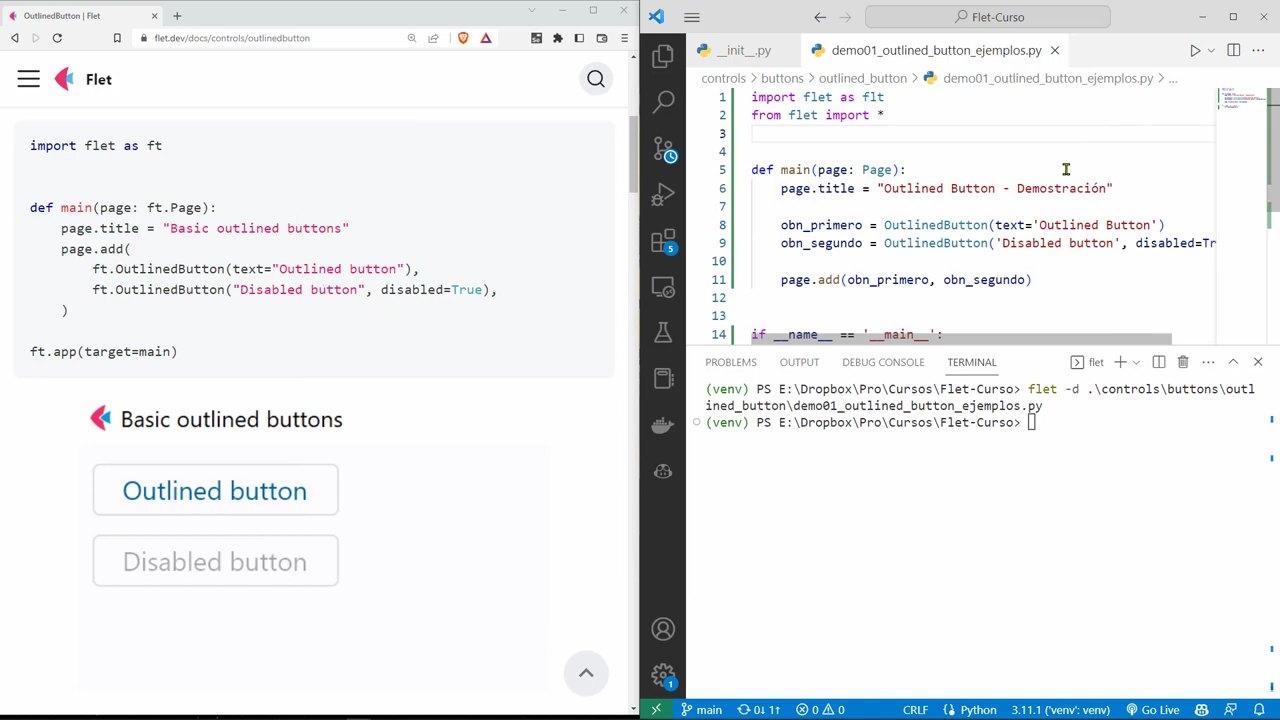 OutlinedButton | Flet
flet.dev/docs/controls/outlinedbutton
Flet
import flet as ft
def main(page: ft.Page):
page.title = "Basic outlined buttons"
page.add(
ft.OutlinedButton(text="Outlined button"),
ft.OutlinedButton("Disabled button", disabled=True),
)
ft.app(target=main)
Basic outlined buttons
Outlined button
Disabled button
Flet-Curso
__init__.py
demo01_outlined_button_ejemplos.py
controls > buttons > outlined_button > demo01_outlined_button_ejemplos.py > ...
1 import flet as flt
2 from flet import *
3
4
5 def main(page: Page):
6 page.title = "Outlined Button - Demostración"
7
8 obn_primero = OutlinedButton(text='Outlined Button')
9 obn_segundo = OutlinedButton('Disabled button', disabled=Tr
10
11 page.add(obn_primero, obn_segundo)
12
13
14 if __name__ == '__main__':
PROBLEMS OUTPUT DEBUG CONSOLE TERMINAL flet
(venv) PS E:\Dropbox\Pro\Cursos\Flet-Curso> flet -d .\controls\buttons\outl
ined_button\demo01_outlined_button_ejemplos.py
(venv) PS E:\Dropbox\Pro\Cursos\Flet-Curso>
5
1
main 0↓ 1↑ 0 0 CRLF Python 3.11.1 ('venv': venv) Go Live